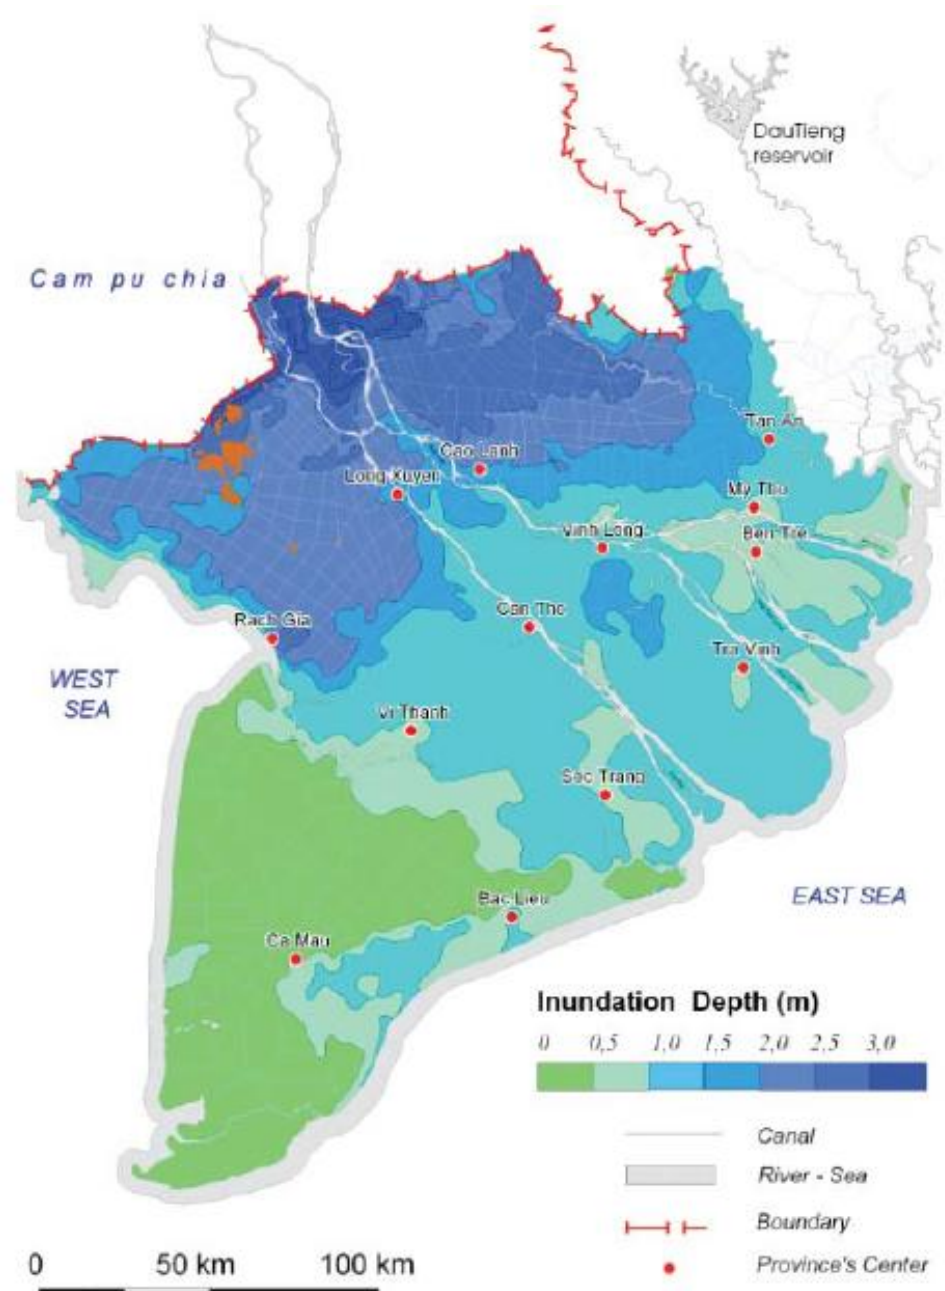 DauTieng
reservoir
Cam pu chia
Tan An
Cao Lanh
Long Xuyen
My Tho
Vinh Long
Ben Tre
Can Tho
Rach Gia
Tra Vinh
WEST
SEA
Vi Thanh
Soc Trang
EAST SEA
Bac Lieu
Ca Mau
Inundation Depth (m)
0 0,5 1,0 1,5 2,0 2,5 3,0
Canal
River - Sea
Boundary
Province's Center
0 50 km 100 km